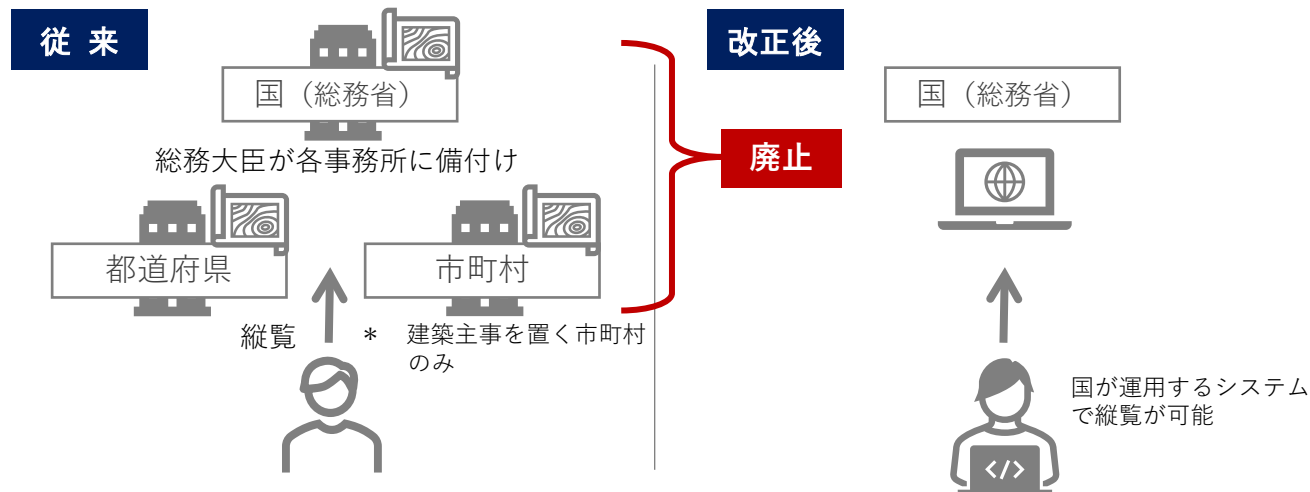 従 来
国（総務省）
総務大臣が各事務所に備付け
都道府県
市町村
縦覧
* 建築主事を置く市町村
のみ
廃止
改正後
国（総務省）
国が運用するシステム
で縦覧が可能
</>